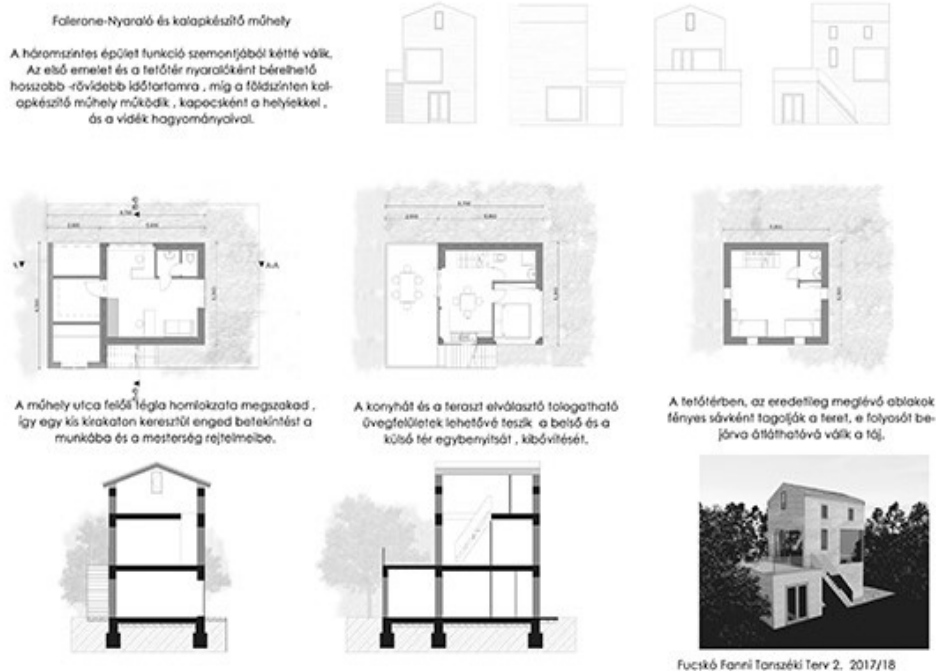 Falerone-Nyaraló és kalapkészítő műhely
A háromszintes épület funkció szemontjából kétté válik.
Az első emelet és a tetőtér nyaralóként bérelhető
hosszabb -rövidebb időtartamra , míg a földszinten kal-
apkészítő műhely működik , kapocsként a helyiekkel ,
ás a vidék hagyományaival.
A műhely utca felőli tégla homlokzata megszakad ,
így egy kis kirakaton keresztül enged betekintést a
munkába és a mesterség rejtelmeibe.
A konyhát és a teraszt elválasztó tologatható
üvegfelületek lehetővé teszik a belső és a
külső tér egybenyitsát , kibővítését.
A tetőtérben, az eredetileg meglévő ablakok
fényes sávként tagolják a teret, e folyosót be-
járva átláthatóvá válik a táj.
Fucskó Fanni Tanszéki Terv 2. 2017/18